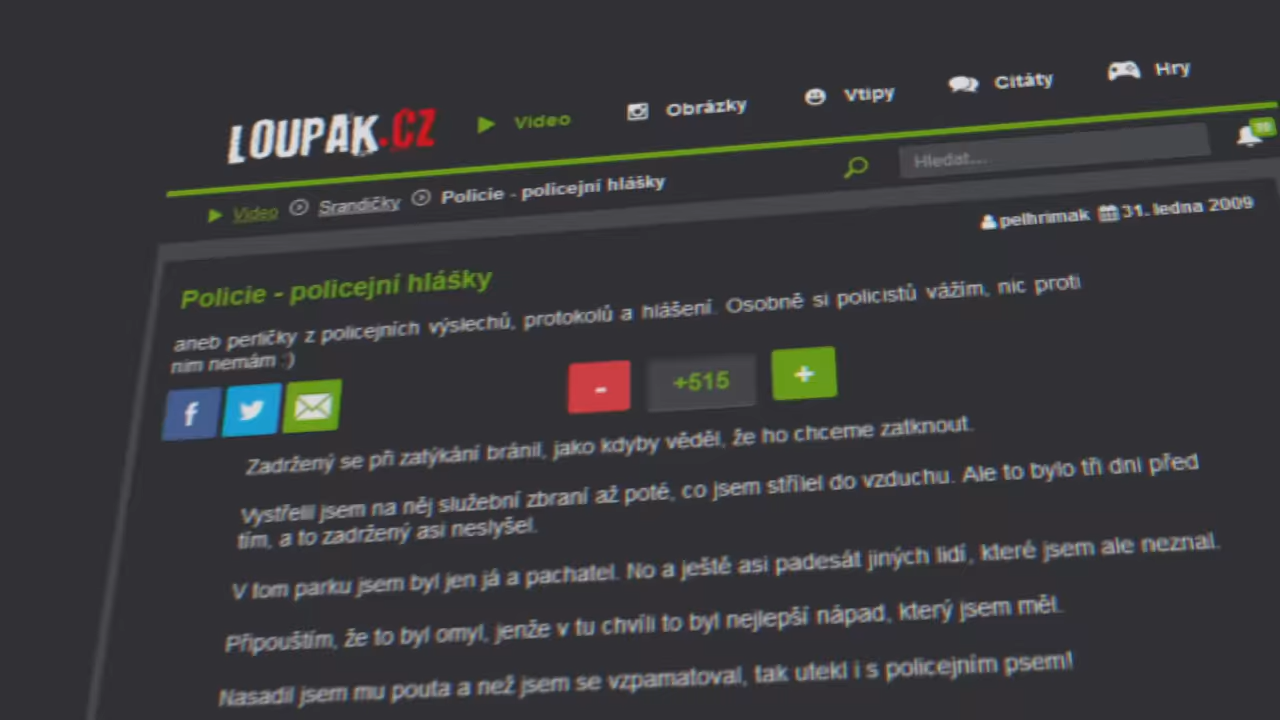 LOUPAK.CZ Video Obrázky Vtipy Citáty Hry
Video Srandičky Policie - policejní hlášky Hledat...
pelhrimak 31. ledna 2009
Policie - policejní hlášky
aneb perličky z policejních výslechů, protokolů a hlášení. Osobně si policistů vážím, nic proti
nim nemám :)
f - +515 +
Zadržený se při zatýkání bránil, jako kdyby věděl, že ho chceme zatknout.
Vystřelil jsem na něj služební zbraní až poté, co jsem střílel do vzduchu. Ale to bylo tři dni před
tím, a to zadržený asi neslyšel.
V tom parku jsem byl jen já a pachatel. No a ještě asi padesát jiných lidí, které jsem ale neznal.
Připouštím, že to byl omyl, jenže v tu chvíli to byl nejlepší nápad, který jsem měl.
Nasadil jsem mu pouta a než jsem se vzpamatoval, tak utekl i s policejním psem!